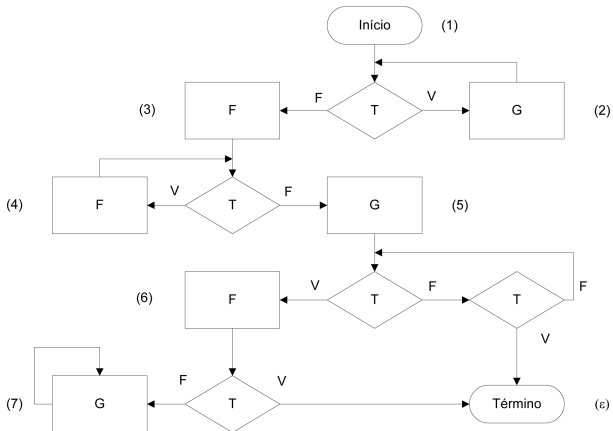 Início (1)
(3) F F T V G (2)
(4) F V T F G (5)
(6) F V T F T F
V
(7) G F T V Término (ε)